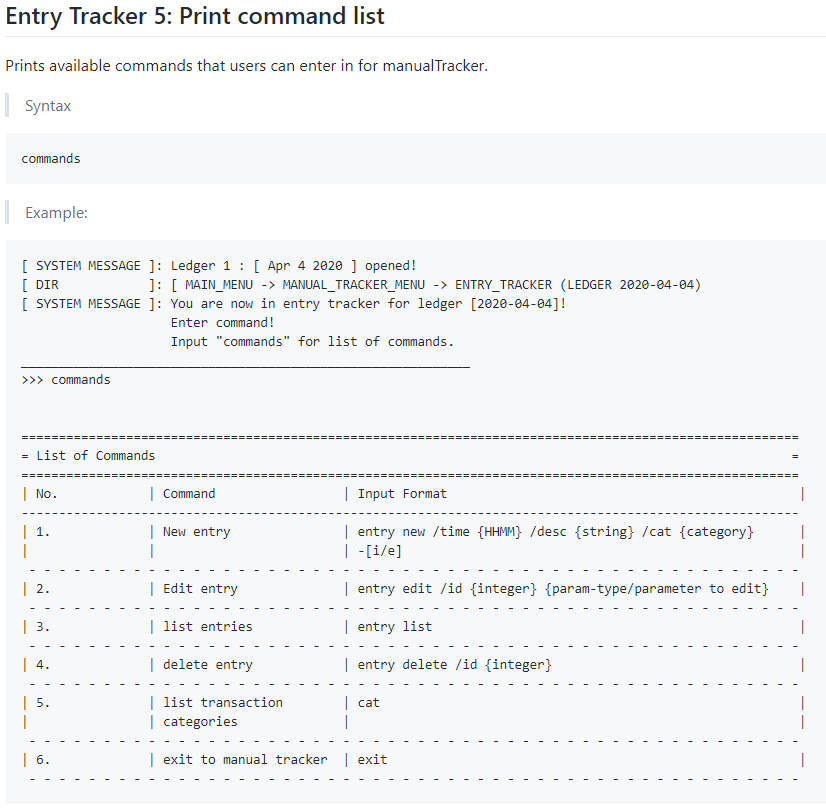 Entry Tracker 5: Print command list
Prints available commands that users can enter in for manualTracker.
Syntax
commands
Example:
[ SYSTEM MESSAGE ]: Ledger 1 : [ Apr 4 2020 ] opened!
[ DIR            ]: [ MAIN_MENU -> MANUAL_TRACKER_MENU -> ENTRY_TRACKER (LEDGER 2020-04-04)
[ SYSTEM MESSAGE ]: You are now in entry tracker for ledger [2020-04-04]!
                    Enter command!
                    Input "commands" for list of commands.
____________________________________________________________
>>> commands
========================================================================================================
= List of Commands                                                                                     =
========================================================================================================
| No.             | Command                 | Input Format                                               |
--------------------------------------------------------------------------------------------------------
| 1.              | New entry               | entry new /time {HHMM} /desc {string} /cat {category}      |
|                 |                         | -[i/e]                                                     |
 - - - - - - - - - - - - - - - - - - - - - - - - - - - - - - - - - - - - - - - - - - - - - - - - - - - -
| 2.              | Edit entry              | entry edit /id {integer} {param-type/parameter to edit}    |
 - - - - - - - - - - - - - - - - - - - - - - - - - - - - - - - - - - - - - - - - - - - - - - - - - - - -
| 3.              | list entries            | entry list                                                 |
 - - - - - - - - - - - - - - - - - - - - - - - - - - - - - - - - - - - - - - - - - - - - - - - - - - - -
| 4.              | delete entry            | entry delete /id {integer}                                 |
 - - - - - - - - - - - - - - - - - - - - - - - - - - - - - - - - - - - - - - - - - - - - - - - - - - - -
| 5.              | list transaction        | cat                                                        |
|                 | categories              |                                                            |
 - - - - - - - - - - - - - - - - - - - - - - - - - - - - - - - - - - - - - - - - - - - - - - - - - - - -
| 6.              | exit to manual tracker  | exit                                                       |
 - - - - - - - - - - - - - - - - - - - - - - - - - - - - - - - - - - - - - - - - - - - - - - - - - - - -